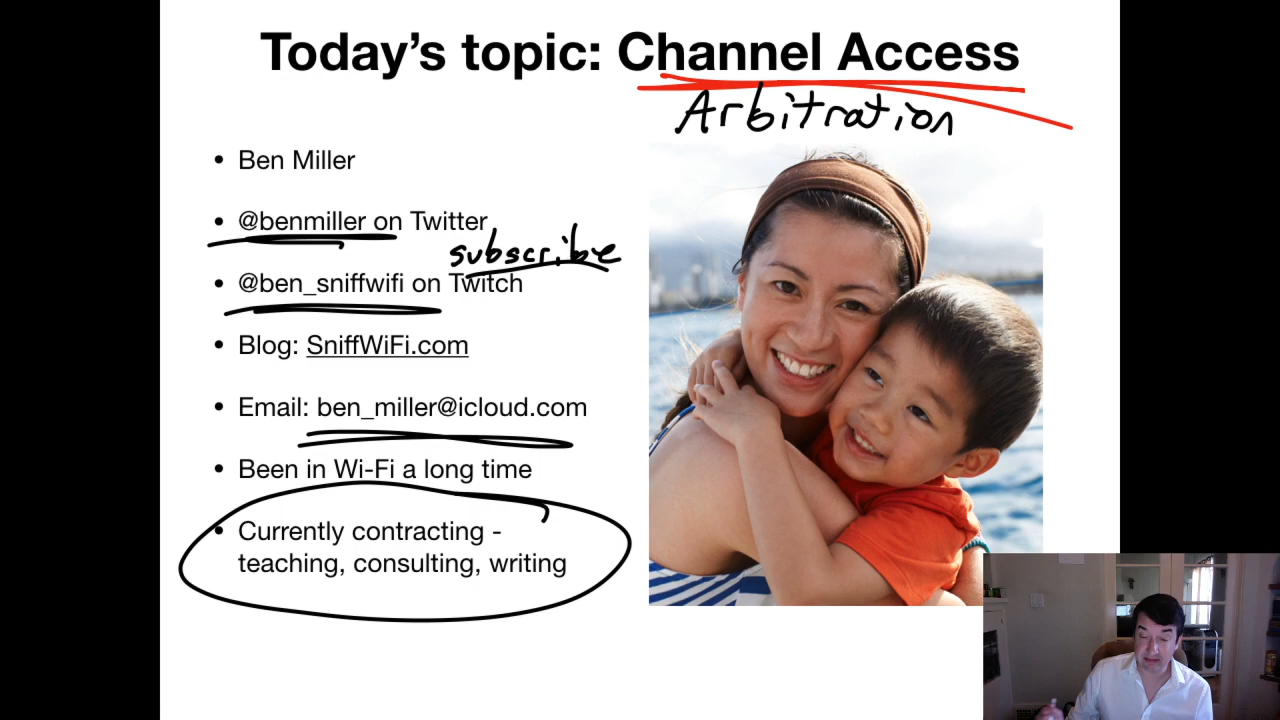 Today's topic: Channel Access
Arbitration
• Ben Miller
• @benmiller on Twitter
subscribe
• @ben_sniffwifi on Twitch
• Blog: SniffWiFi.com
• Email: ben_miller@icloud.com
• Been in Wi-Fi a long time
• Currently contracting -
teaching, consulting, writing